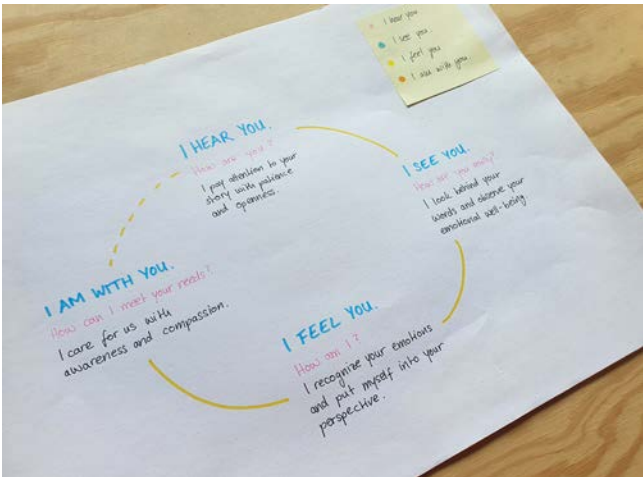 I hear you
I see you.
I feel you
I am with you.
I HEAR YOU.
How are you?
I pay attention to your
story with patience
and openness.
I SEE YOU.
How are you really?
I look behind your
words and observe your
emotional well-being.
I FEEL YOU.
How am I?
I recognize your emotions
and put myself into your
perspective.
I AM WITH YOU.
How can I meet your needs?
I care for us with
awareness and compassion.